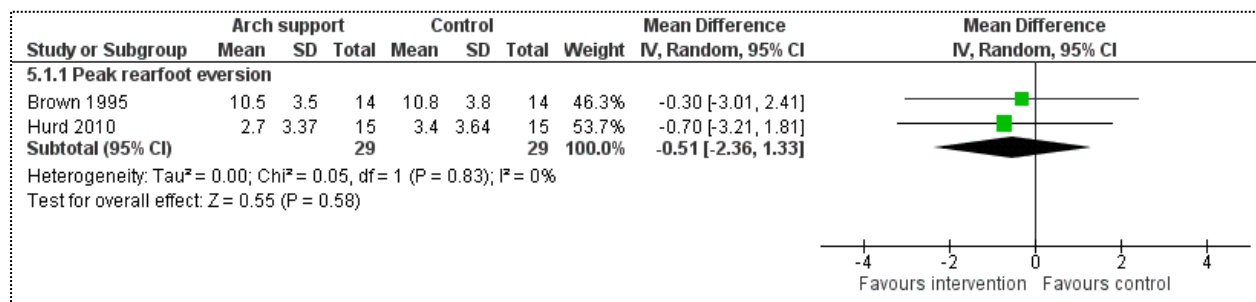 Arch support Control Mean Difference Mean Difference
Study or Subgroup Mean SD Total Mean SD Total Weight IV, Random, 95% CI IV, Random, 95% CI
5.1.1 Peak rearfoot eversion
Brown 1995 10.5 3.5 14 10.8 3.8 14 46.3% -0.30 [-3.01, 2.41]
Hurd 2010 2.7 3.37 15 3.4 3.64 15 53.7% -0.70 [-3.21, 1.81]
Subtotal (95% CI) 29 29 100.0% -0.51 [-2.36, 1.33]
Heterogeneity: Tau² = 0.00; Chi² = 0.05, df = 1 (P = 0.83); I² = 0%
Test for overall effect: Z = 0.55 (P = 0.58)
-4 -2 0 2 4
Favours intervention Favours control